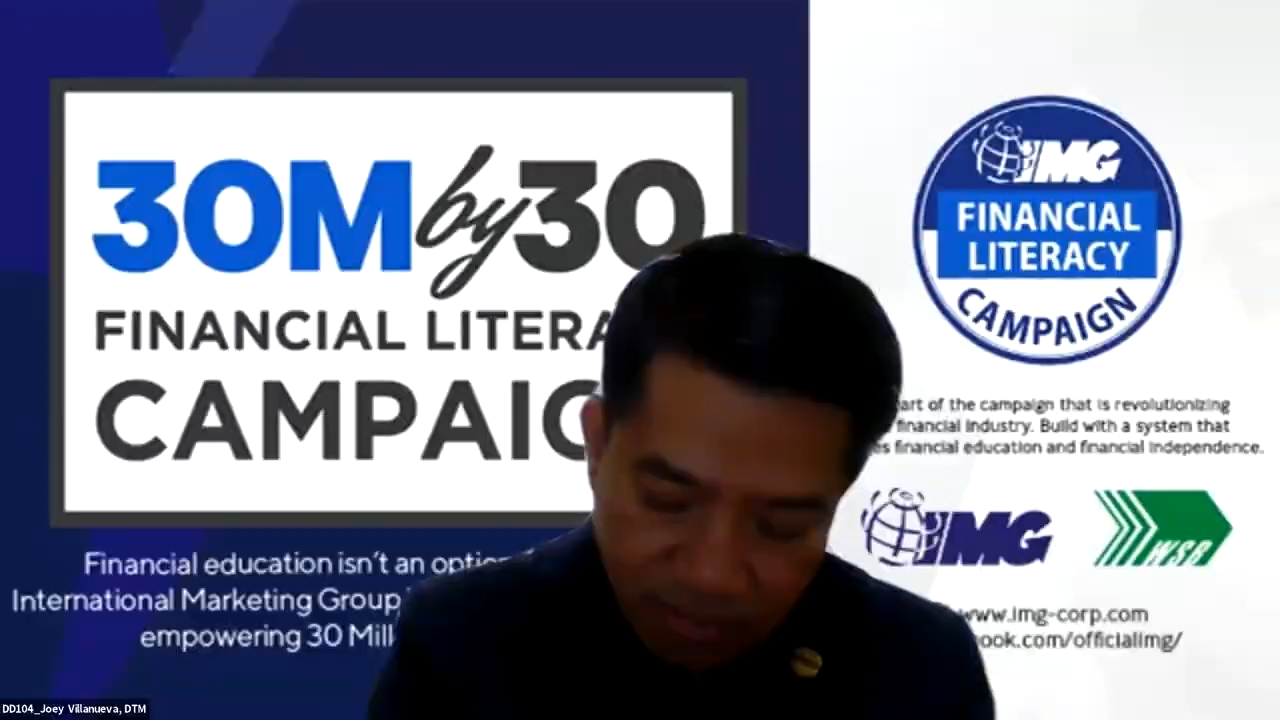 30M by 30
FINANCIAL LITERA
CAMPAIG
Financial education isn't an option
International Marketing Group
empowering 30 Mill
IMG
FINANCIAL
LITERACY
CAMPAIGN
art of the campaign that is revolutionizing
financial industry. Build with a system that
es financial education and financial independence.
IMG
WSB
www.img-corp.com
ook.com/officialimg/
DD104_Joey Villanueva, DTM